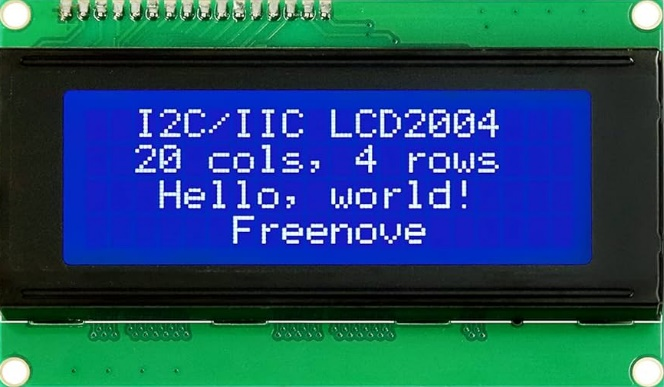 I2C/IIC LCD2004
20 cols, 4 rows
Hello, world!
Freenove